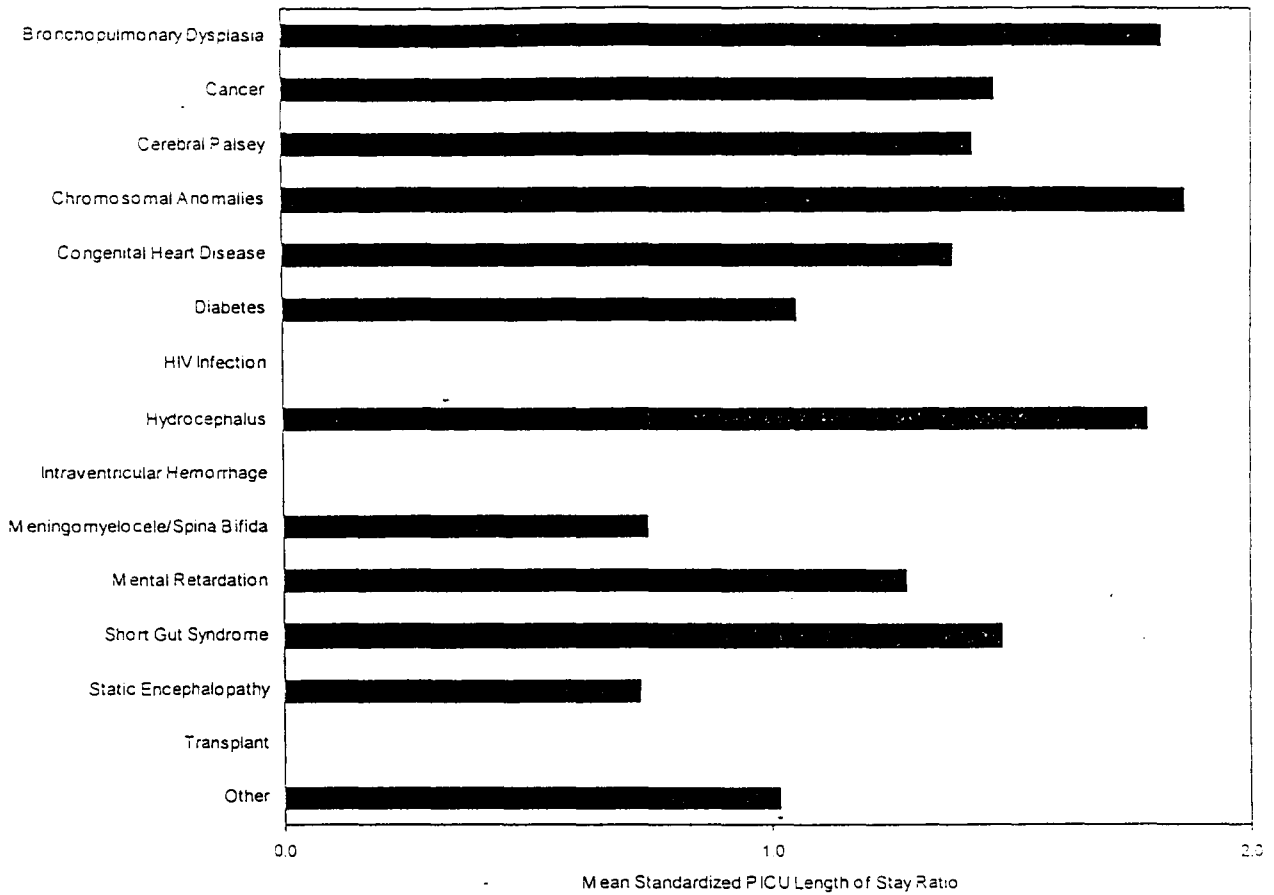 Bronchopulmonary Dysplasia
Cancer
Cerebral Palsey
Chromosomal Anomalies
Congenital Heart Disease
Diabetes
HIV Infection
Hydrocephalus
Intraventricular Hemorrhage
Meningomyelocele/Spina Bifida
Mental Retardation
Short Gut Syndrome
Static Encephalopathy
Transplant
Other
0.0 1.0 2.0
Mean Standardized PICU Length of Stay Ratio